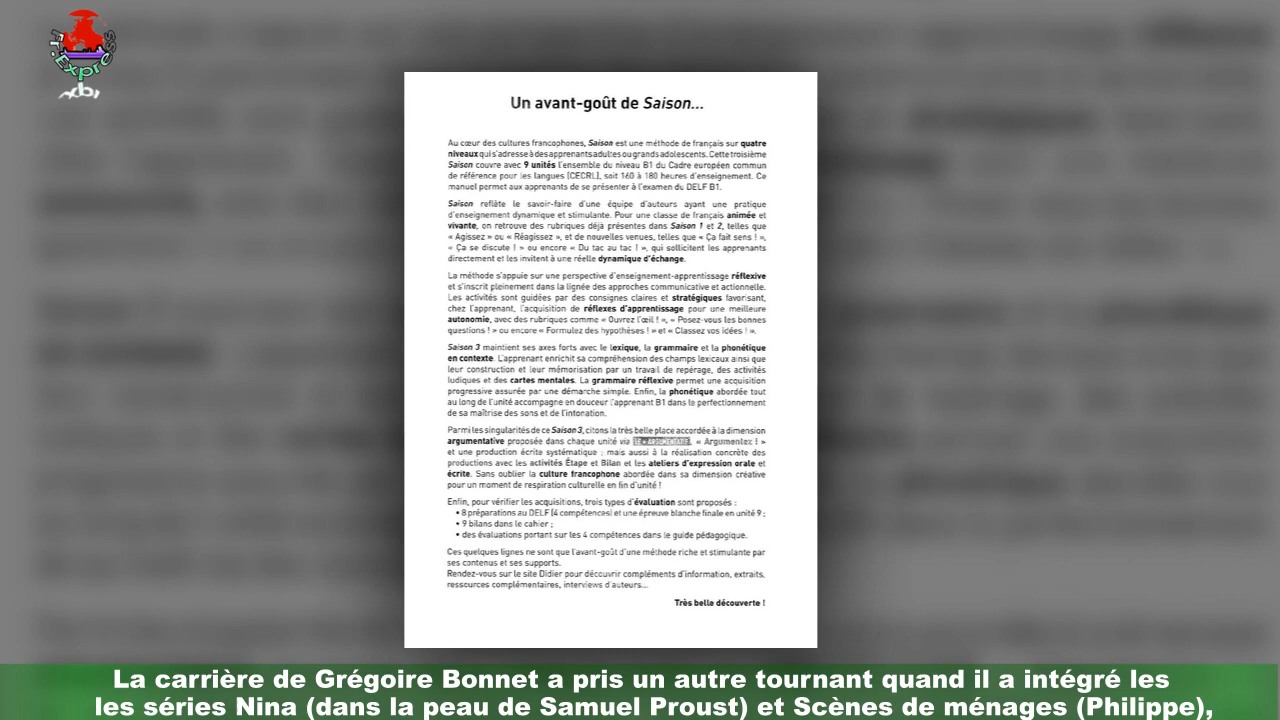 Fr.Express
Un avant-goût de Saison...
Au cœur des cultures francophones, Saison est une méthode de français sur quatre
niveaux qui s'adresse à des apprenants adultes ou grands adolescents. Cette troisième
Saison couvre avec 9 unités l'ensemble du niveau B1 du Cadre européen commun
de référence pour les langues (CECRL), soit 160 à 180 heures d'enseignement. Ce
manuel permet aux apprenants de se présenter à l'examen du DELF B1.
Saison reflète le savoir-faire d'une équipe d'auteurs ayant une pratique
d'enseignement dynamique et stimulante. Pour une classe de français animée et
vivante, on retrouve des rubriques déjà présentes dans Saison 1 et 2, telles que
« Agissez » ou « Réagissez », et de nouvelles venues, telles que « Ça fait sens ! »,
« Ça se discute ! » ou encore « Du tac au tac ! », qui sollicitent les apprenants
directement et les invitent à une réelle dynamique d'échange.
La méthode s'appuie sur une perspective d'enseignement-apprentissage réflexive
et s'inscrit pleinement dans la lignée des approches communicative et actionnelle.
Les activités sont guidées par des consignes claires et stratégiques favorisant,
chez l'apprenant, l'acquisition de réflexes d'apprentissage pour une meilleure
autonomie, avec des rubriques comme « Ouvrez l'œil ! », « Posez-vous les bonnes
questions ! » ou encore « Formulez des hypothèses ! » et « Classez vos idées ! ».
Saison 3 maintient ses axes forts avec le lexique, la grammaire et la phonétique
en contexte. L'apprenant enrichit sa compréhension des champs lexicaux ainsi que
leur construction et leur mémorisation par un travail de repérage, des activités
ludiques et des cartes mentales. La grammaire réflexive permet une acquisition
progressive assurée par une démarche simple. Enfin, la phonétique abordée tout
au long de l'unité accompagne en douceur l'apprenant B1 dans le perfectionnement
de sa maîtrise des sons et de l'intonation.
Parmi les singularités de ce Saison 3, citons la très belle place accordée à la dimension
argumentative proposée dans chaque unité via « Argumentez ! »
et une production écrite systématique ; mais aussi à la réalisation concrète des
productions avec les activités Étape et Bilan et les ateliers d'expression orale et
écrite. Sans oublier la culture francophone abordée dans sa dimension créative
pour un moment de respiration culturelle en fin d'unité !
Enfin, pour vérifier les acquisitions, trois types d'évaluation sont proposés :
• 8 préparations au DELF (4 compétences) et une épreuve blanche finale en unité 9 ;
• 9 bilans dans le cahier ;
• des évaluations portant sur les 4 compétences dans le guide pédagogique.
Ces quelques lignes ne sont que l'avant-goût d'une méthode riche et stimulante par
ses contenus et ses supports.
Rendez-vous sur le site Didier pour découvrir compléments d'information, extraits,
ressources complémentaires, interviews d'auteurs...
Très belle découverte !
La carrière de Grégoire Bonnet a pris un autre tournant quand il a intégré les
les séries Nina (dans la peau de Samuel Proust) et Scènes de ménages (Philippe),